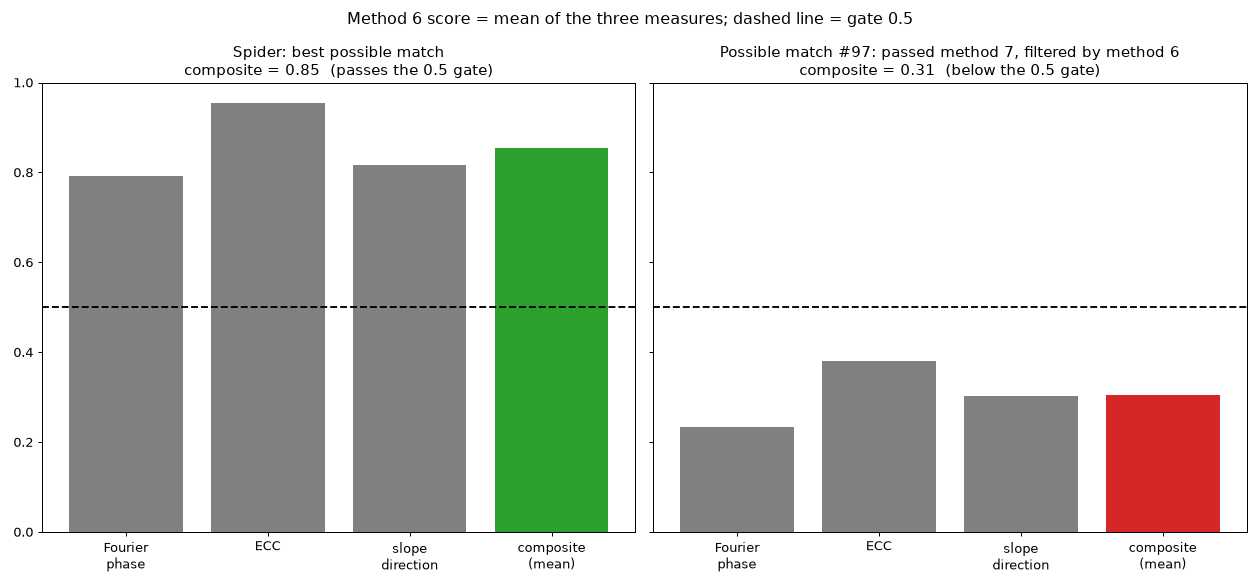 Method 6 score = mean of the three measures; dashed line = gate 0.5
Spider: best possible match
composite = 0.85  (passes the 0.5 gate)
1.0
0.8
0.6
0.4
0.2
0.0
Fourier
phase
ECC
slope
direction
composite
(mean)
Possible match #97: passed method 7, filtered by method 6
composite = 0.31  (below the 0.5 gate)
Fourier
phase
ECC
slope
direction
composite
(mean)